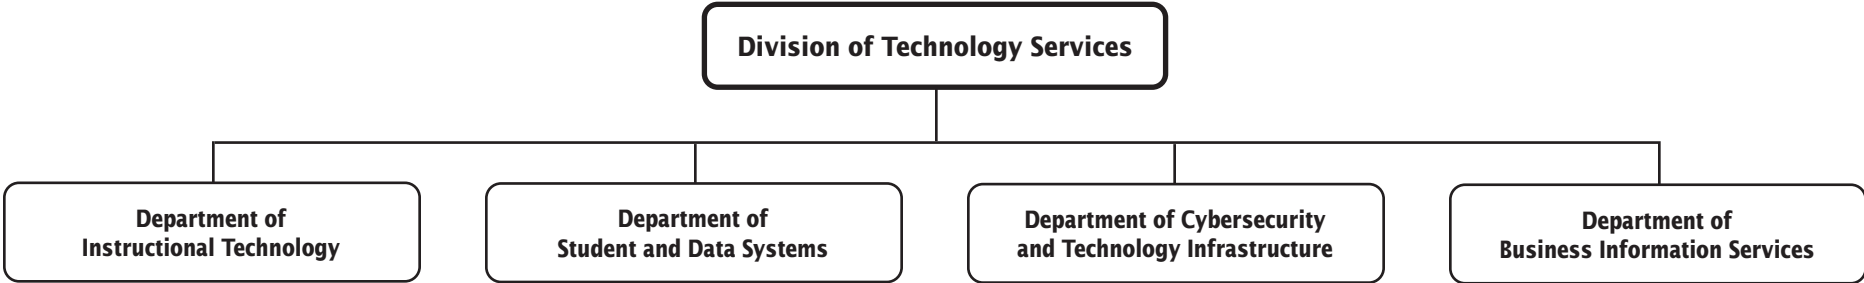 Division of Technology Services
Department of
Instructional Technology
Department of
Student and Data Systems
Department of Cybersecurity
and Technology Infrastructure
Department of
Business Information Services